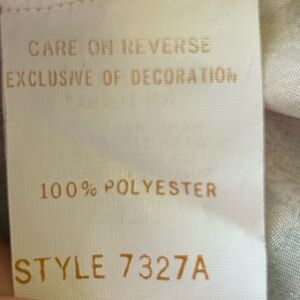 CARE ON REVERSE
EXCLUSIVE OF DECORATION
100% POLYESTER
STYLE 7327A